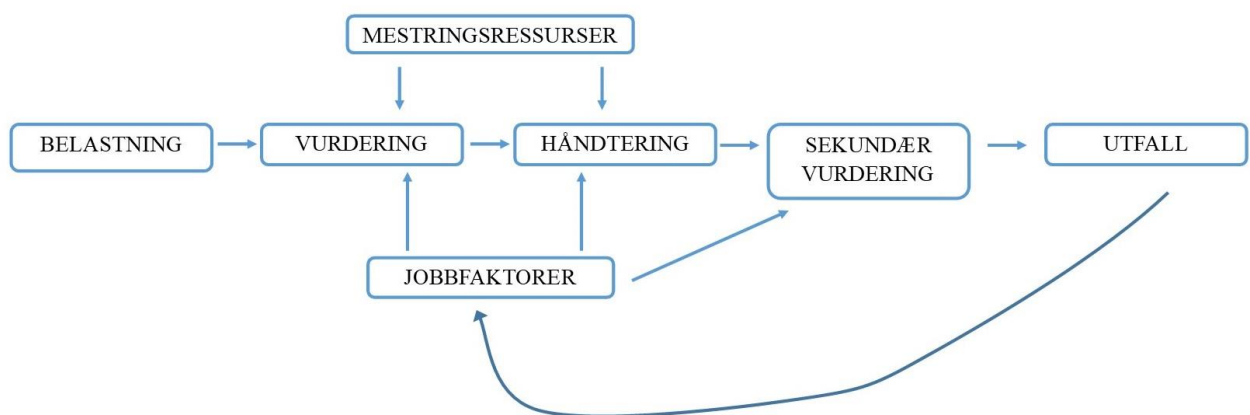 MESTRINGSRESSURSER
BELASTNING
VURDERING
HÅNDTERING
SEKUNDÆR
VURDERING
UTFALL
JOBBFAKTORER